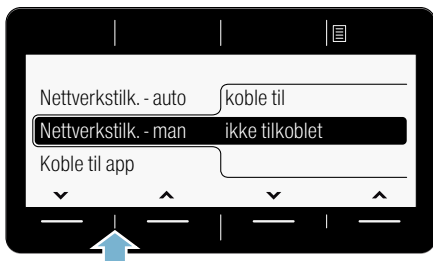 Nettverkstilk. - auto koble til
Nettverkstilk. - man ikke tilkoblet
Koble til app